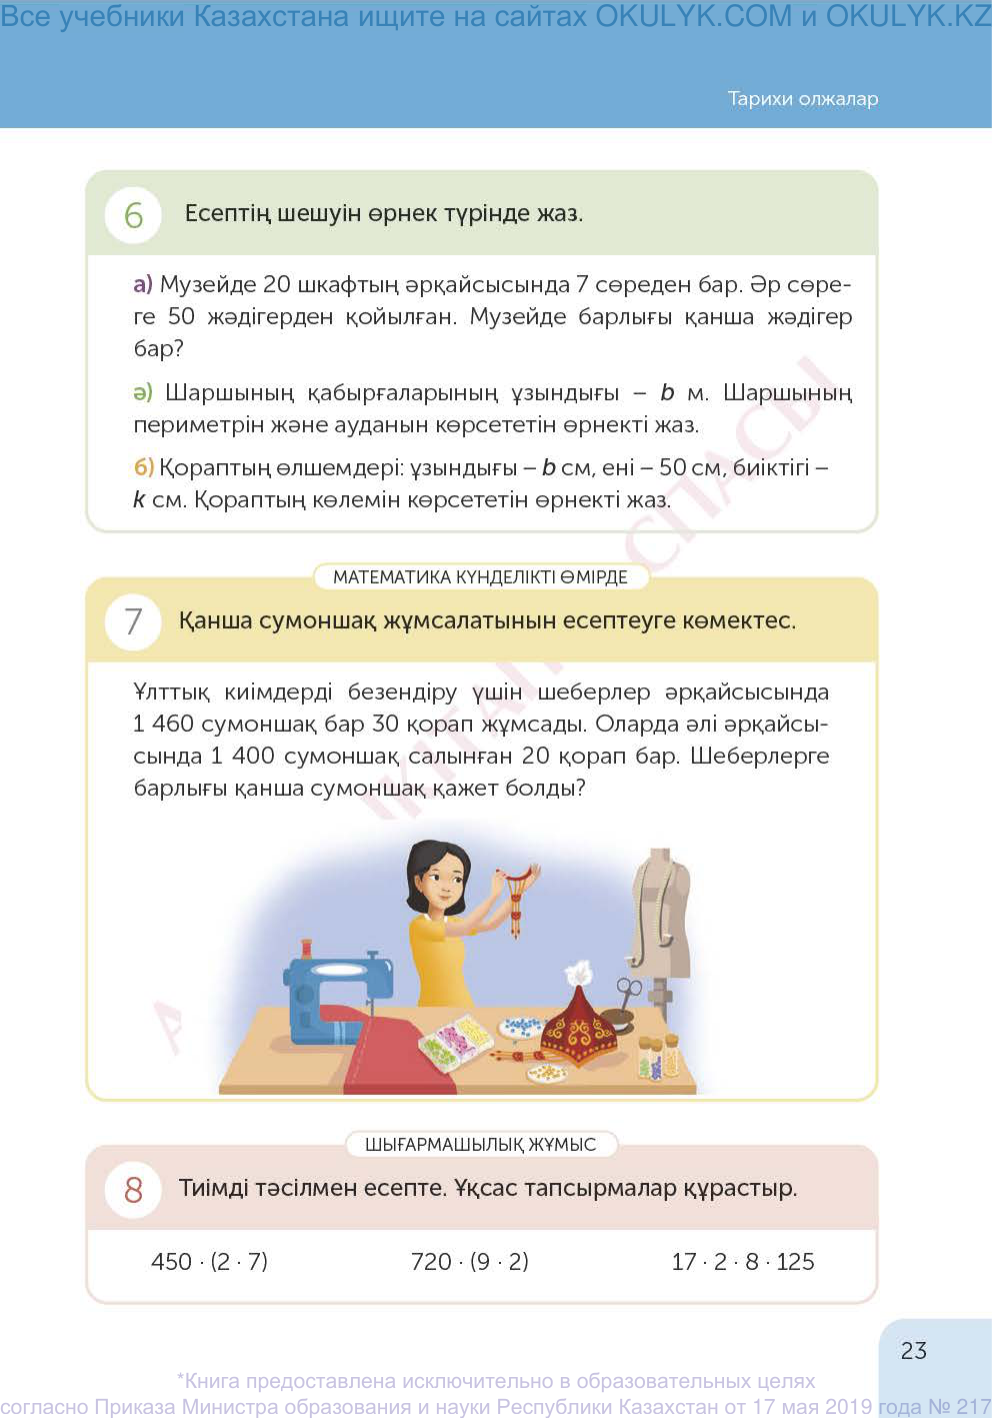 Все учебники Казахстана ищите на сайтах OKULYK.COM и OKULYK.KZ
Тарихи олжалар
6 Есептің шешуін өрнек түрінде жаз.
а) Музейде 20 шкафтың әрқайсысында 7 сөреден бар. Әр сөре-
ге 50 жәдігерден қойылған. Музейде барлығы қанша жәдігер
бар?
ә) Шаршының қабырғаларының ұзындығы – b м. Шаршының
периметрін және ауданын көрсететін өрнекті жаз.
б) Қораптың өлшемдері: ұзындығы – b см, ені – 50 см, биіктігі –
k см. Қораптың көлемін көрсететін өрнекті жаз.
МАТЕМАТИКА КҮНДЕЛІКТІ ӨМІРДЕ
7 Қанша сумоншақ жұмсалатынын есептеуге көмектес.
Ұлттық киімдерді безендіру үшін шеберлер әрқайсысында
1 460 сумоншақ бар 30 қорап жұмсады. Оларда әлі әрқайсы-
сында 1 400 сумоншақ салынған 20 қорап бар. Шеберлерге
барлығы қанша сумоншақ қажет болды?
ШЫҒАРМАШЫЛЫҚ ЖҰМЫС
8 Тиімді тәсілмен есепте. Ұқсас тапсырмалар құрастыр.
450 · (2 · 7) 720 · (9 · 2) 17 · 2 · 8 · 125
23
*Книга предоставлена исключительно в образовательных целях
согласно Приказа Министра образования и науки Республики Казахстан от 17 мая 2019 года № 217